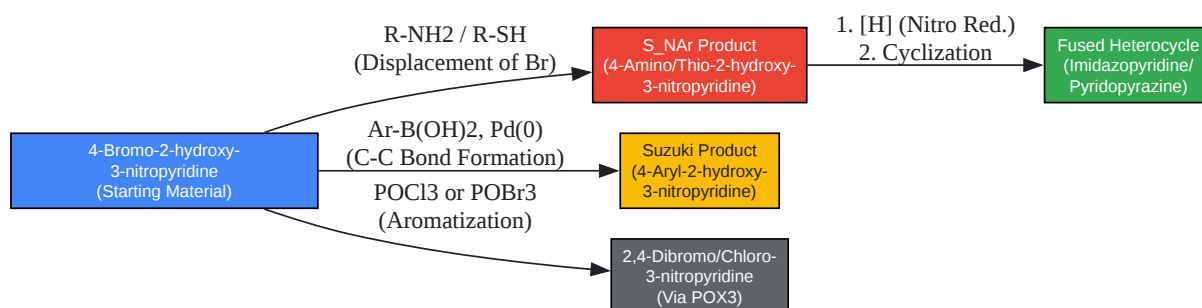 R-NH2 / R-SH
(Displacement of Br)
S_NAr Product
(4-Amino/Thio-2-hydroxy-
3-nitropyridine)
1. [H] (Nitro Red.)
2. Cyclization
Fused Heterocycle
(Imidazopyridine/
Pyridopyrazine)
4-Bromo-2-hydroxy-
3-nitropyridine
(Starting Material)
Ar-B(OH)2, Pd(0)
(C-C Bond Formation)
Suzuki Product
(4-Aryl-2-hydroxy-
3-nitropyridine)
POCl3 or POBr3
(Aromatization)
2,4-Dibromo/Chloro-
3-nitropyridine
(Via POX3)